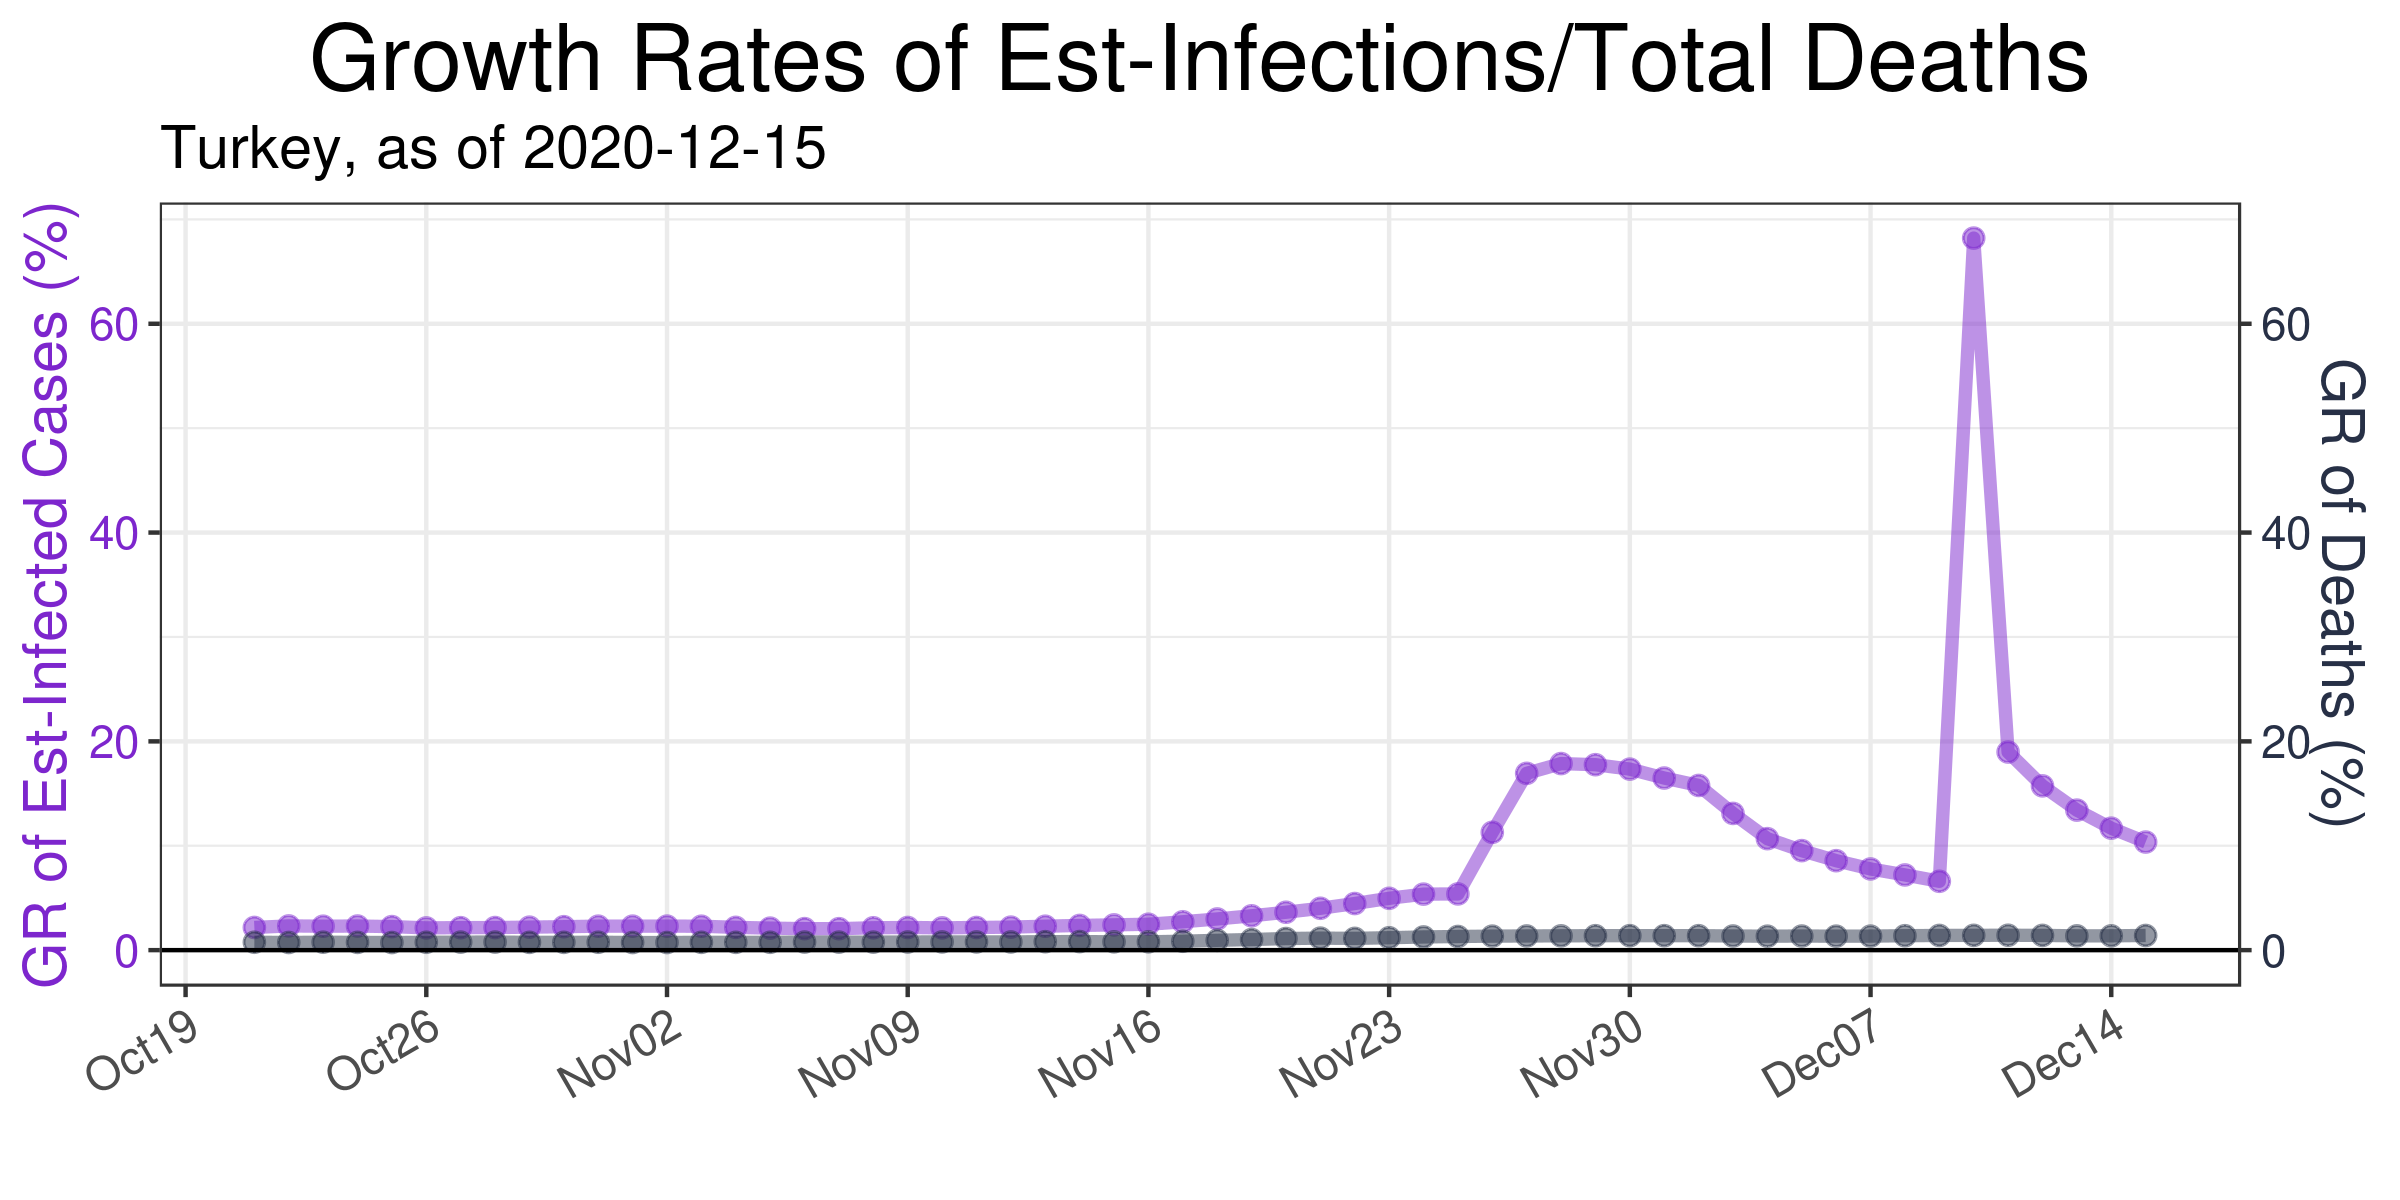 Growth Rates of Est-Infections/Total Deaths
Turkey, as of 2020-12-15
GR of Est-Infected Cases (%)
60
40
20
0
60
40
20
0
GR of Deaths (%)
Oct19
Oct26
Nov02
Nov09
Nov16
Nov23
Nov30
Dec07
Dec14